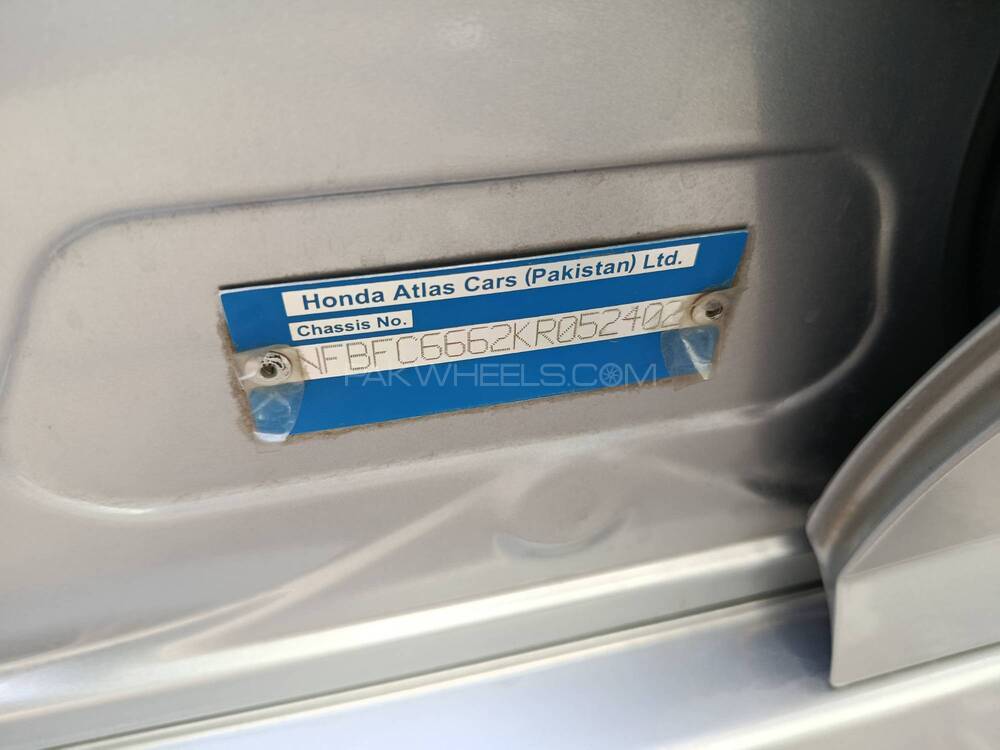 Honda Atlas Cars (Pakistan) Ltd.
Chassis No.
NFBFC6662KR052402
PAKWHEELS.COM